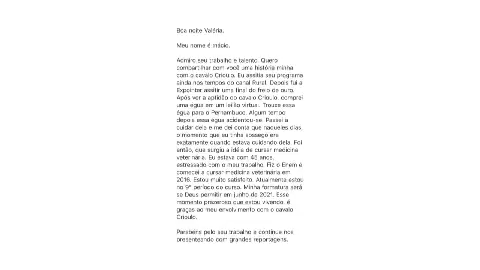 Boa noite Valéria.
Meu nome é Inácio.
Admiro seu trabalho e talento. Quero
compartilhar com você uma história minha
com o cavalo Crioulo. Eu assitia seu programa
ainda nos tempos do canal Rural. Depois fui a
Expointer assitir uma final do freio de ouro.
Após ver a aptidão do cavalo Crioulo, comprei
uma égua em um leilão virtual. Trouxe essa
égua para o Pernambuco. Algum tempo
depois essa égua acidentou-se. Passei a
cuidar dela e me dei conta que naqueles dias
o momento que eu tinha sossego era
exatamente quando estava cuidando dela. Foi
então, que surgiu a idéia de cursar medicina
veterinária. Eu estava com 45 anos,
estressado com o meu trabalho. Fiz o Enem e
comecei a cursar medicina veterinária em
2016. Estou muito satisfeito. Atualmente estou
no 9° período do curso. Minha formatura será
se Deus permitir em junho de 2021. Esse
momento prazeroso que estou vivendo, é
graças ao meu envolvimento com o cavalo
Crioulo.
Parabéns pelo seu trabalho e continue nos
presenteando com grandes reportagens.